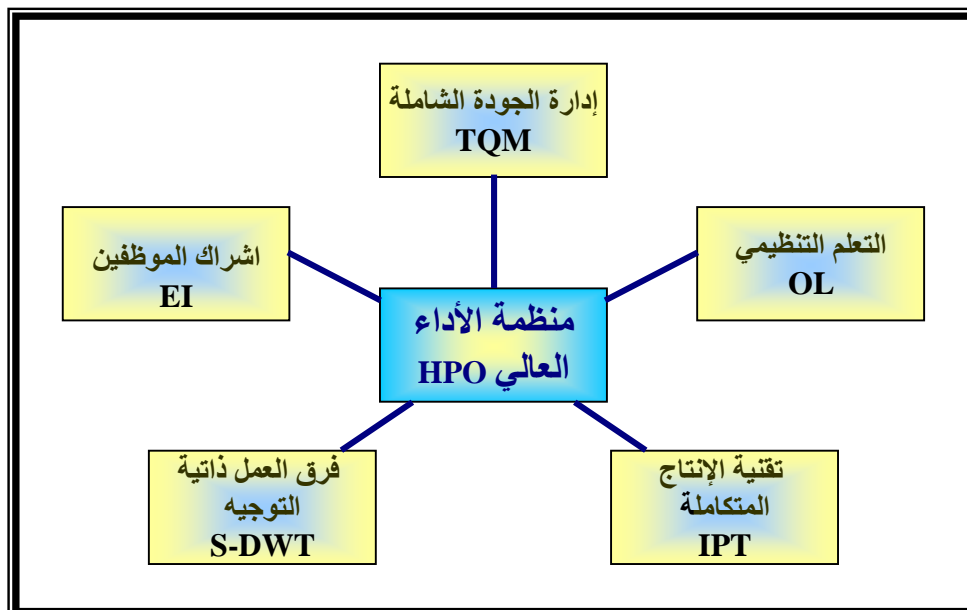 إدارة الجودة الشاملة
TQM
التعلم التنظيمي
OL
اشراك الموظفين
EI
منظمة الأداء
العالي HPO
تقنية الإنتاج
المتكاملة
IPT
فرق العمل ذاتية
التوجيه
S-DWT